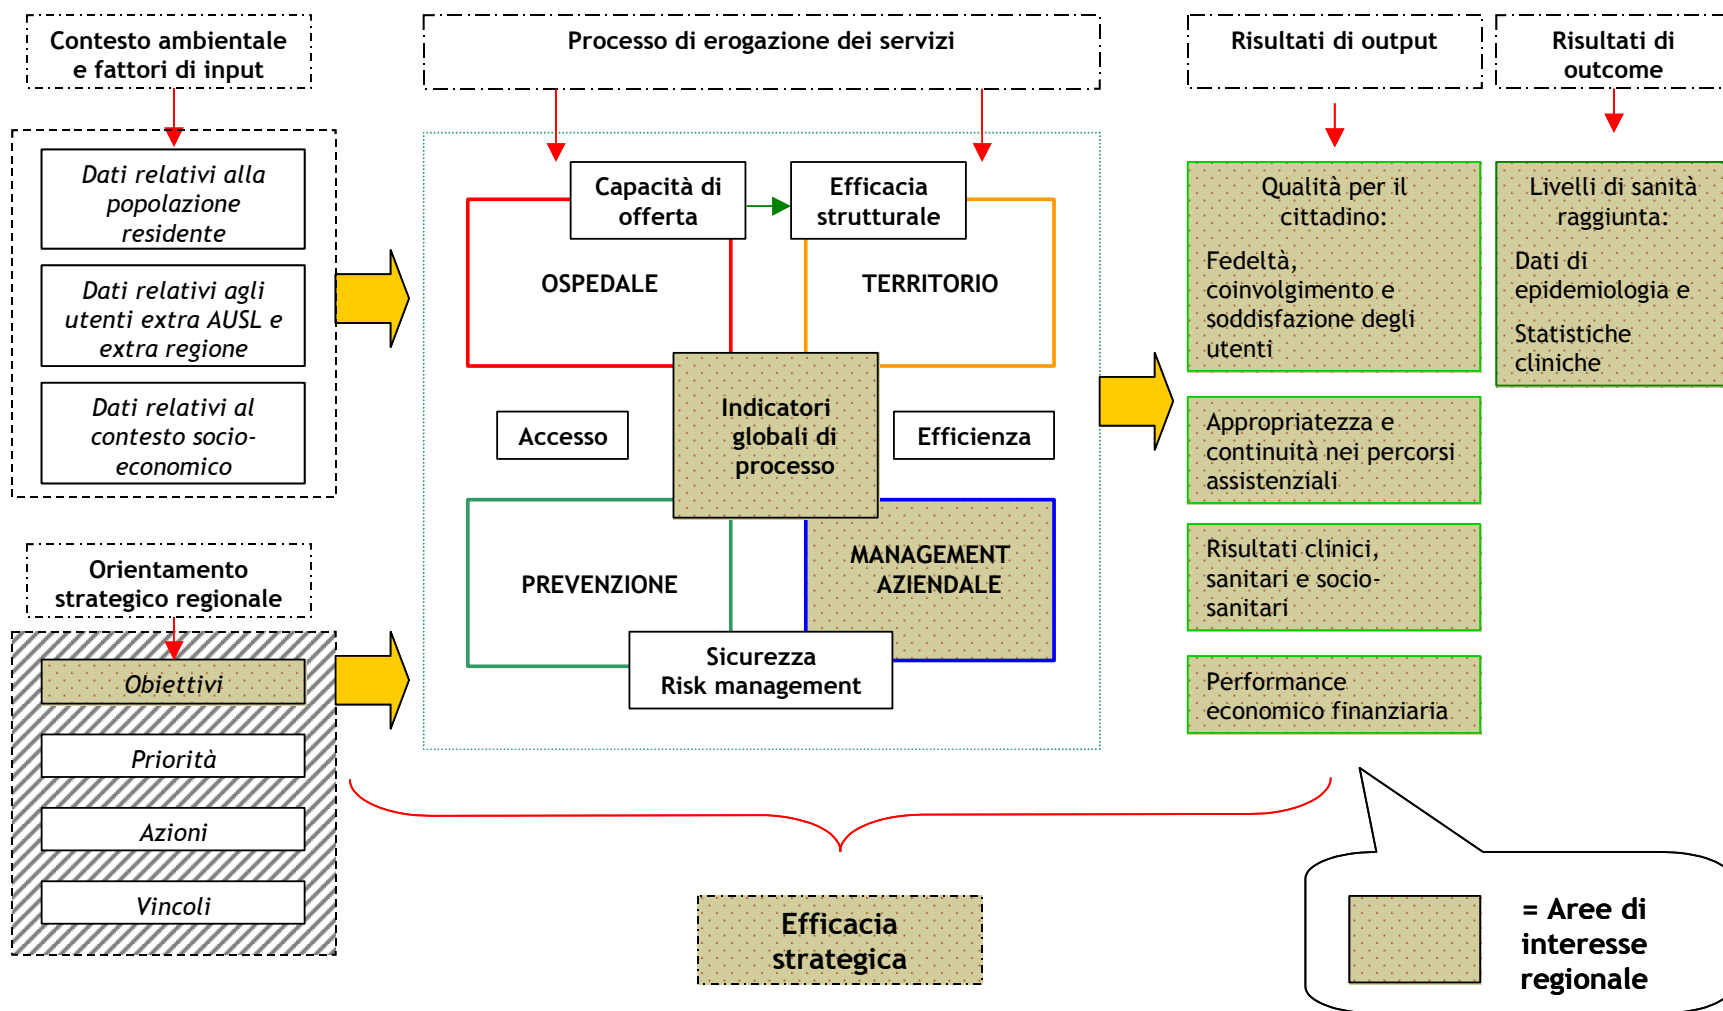 Contesto ambientale
e fattori di input
Processo di erogazione dei servizi
Risultati di output
Risultati di
outcome
Dati relativi alla
popolazione
residente
Dati relativi agli
utenti extra AUSL e
extra regione
Dati relativi al
contesto socio-
economico
Orientamento
strategico regionale
Obiettivi
Priorità
Azioni
Vincoli
Capacità di
offerta
Efficacia
strutturale
OSPEDALE
TERRITORIO
Indicatori
globali di
processo
Accesso
Efficienza
PREVENZIONE
MANAGEMENT
AZIENDALE
Sicurezza
Risk management
Qualità per il
cittadino:
Fedeltà,
coinvolgimento e
soddisfazione degli
utenti
Appropriatezza e
continuità nei percorsi
assistenziali
Risultati clinici,
sanitari e socio-
sanitari
Performance
economico finanziaria
Livelli di sanità
raggiunta:
Dati di
epidemiologia e
Statistiche
cliniche
Efficacia
strategica
= Aree di
interesse
regionale